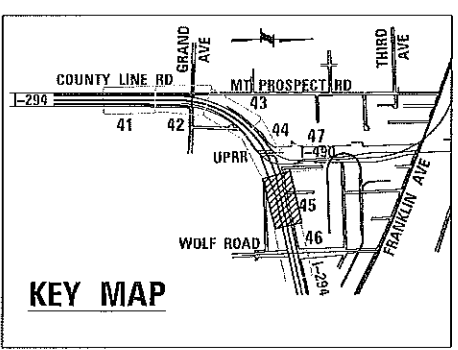 GRAND AVE
N
THIRD AVE
COUNTY LINE RD
MT PROSPECT RD
I-294
41
42
43
44
47
I-490
UPRR
45
46
WOLF ROAD
FRANKLIN AVE
I-294
KEY MAP